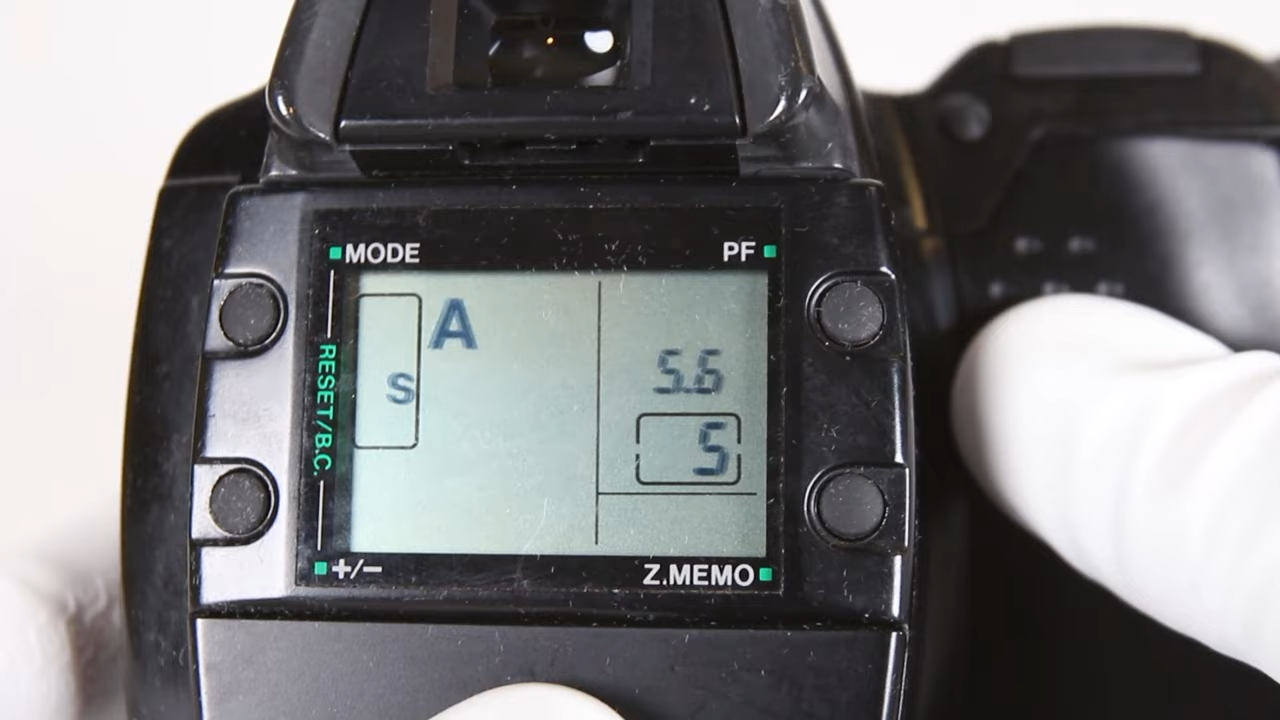 MODE PF
A
S
5.6
5
RESET/B.C.
+/− Z.MEMO